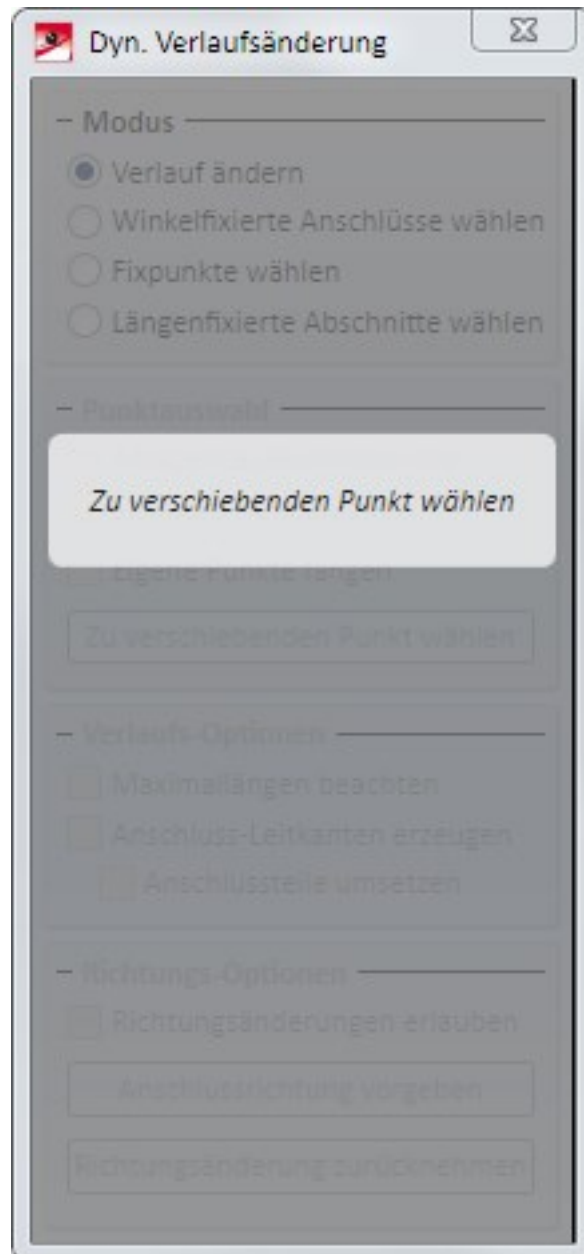 Dyn. Verlaufsänderung
Modus
Verlauf ändern
Winkelfixierte Anschlüsse wählen
Fixpunkte wählen
Längenfixierte Abschnitte wählen
Punktauswahl
Zu verschiebenden Punkt wählen
Eigene Punkte fangen
Zu verschiebenden Punkt wählen
Verlaufs-Optionen
Maximallängen beachten
Anschluss-Leitkanten erzeugen
Anschlussteile umsetzen
Richtungs-Optionen
Richtungsänderungen erlauben
Anschlussrichtung vorgeben
Richtungsänderung zurücknehmen